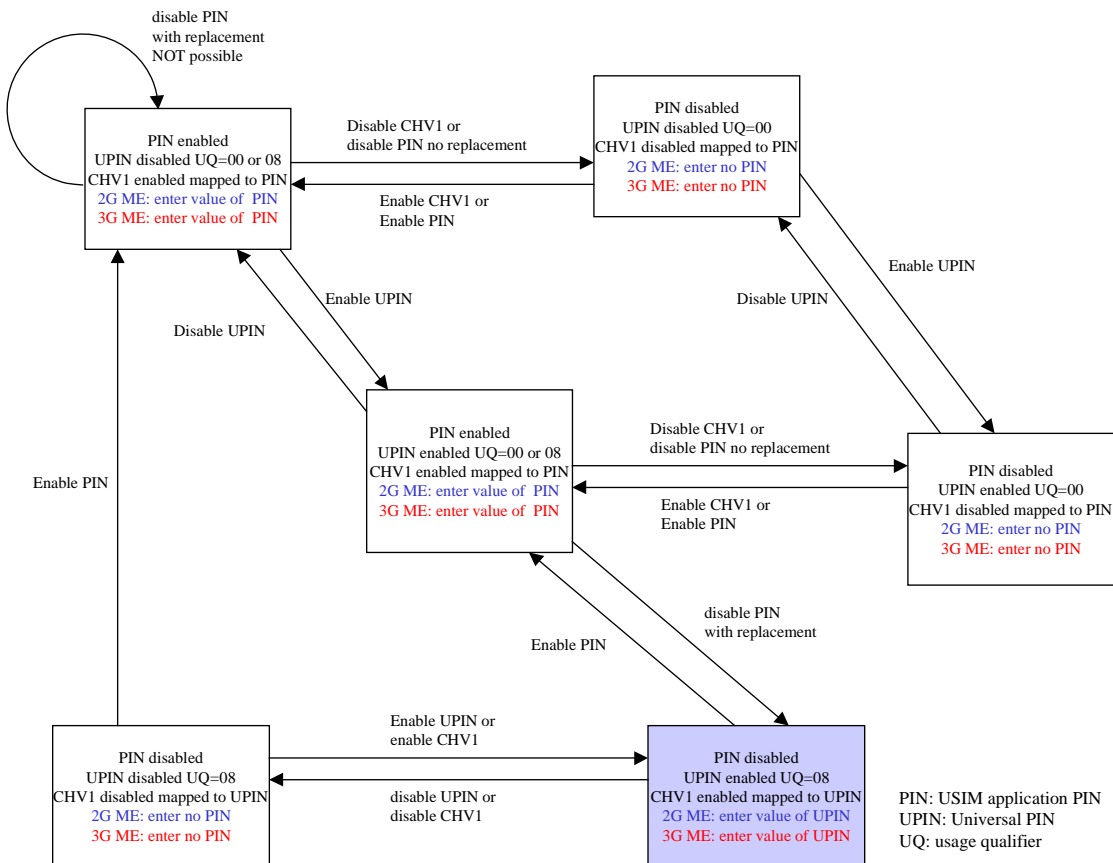 disable PIN
with replacement
NOT possible
PIN enabled
UPIN disabled UQ=00 or 08
CHV1 enabled mapped to PIN
2G ME: enter value of PIN
3G ME: enter value of PIN
Disable CHV1 or
disable PIN no replacement
Enable CHV1 or
Enable PIN
PIN disabled
UPIN disabled UQ=00
CHV1 disabled mapped to PIN
2G ME: enter no PIN
3G ME: enter no PIN
Enable UPIN
Disable UPIN
Enable UPIN
Disable UPIN
PIN enabled
UPIN enabled UQ=00 or 08
CHV1 enabled mapped to PIN
2G ME: enter value of PIN
3G ME: enter value of PIN
Disable CHV1 or
disable PIN no replacement
Enable CHV1 or
Enable PIN
PIN disabled
UPIN enabled UQ=00
CHV1 disabled mapped to PIN
2G ME: enter no PIN
3G ME: enter no PIN
Enable PIN
disable PIN
with replacement
Enable PIN
PIN disabled
UPIN disabled UQ=08
CHV1 disabled mapped to UPIN
2G ME: enter no PIN
3G ME: enter no PIN
Enable UPIN or
enable CHV1
disable UPIN or
disable CHV1
PIN disabled
UPIN enabled UQ=08
CHV1 enabled mapped to UPIN
2G ME: enter value of UPIN
3G ME: enter value of UPIN
PIN: USIM application PIN
UPIN: Universal PIN
UQ: usage qualifier